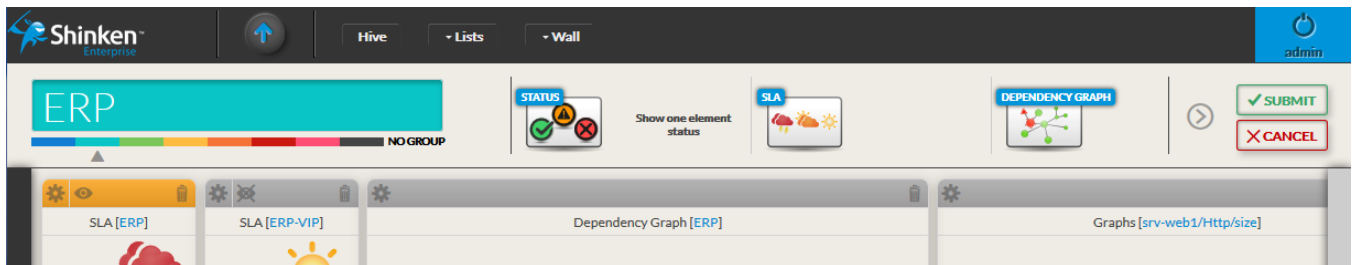 Shinken™
Enterprise
Hive
Lists
Wall
admin
ERP
NO GROUP
STATUS
Show one element
status
SLA
DEPENDENCY GRAPH
SUBMIT
CANCEL
SLA [ERP]
SLA [ERP-VIP]
Dependency Graph [ERP]
Graphs [srv-web1/Http/size]